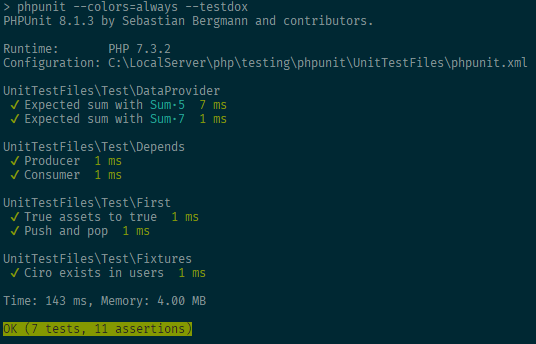 > phpunit --colors=always --testdox
PHPUnit 8.1.3 by Sebastian Bergmann and contributors.
Runtime:       PHP 7.3.2
Configuration: C:\LocalServer\php\testing\phpunit\UnitTestFiles\phpunit.xml
UnitTestFiles\Test\DataProvider
✓ Expected sum with Sum·5  7 ms
✓ Expected sum with Sum·7  1 ms
UnitTestFiles\Test\Depends
✓ Producer  1 ms
✓ Consumer  1 ms
UnitTestFiles\Test\First
✓ True assets to true  1 ms
✓ Push and pop  1 ms
UnitTestFiles\Test\Fixtures
✓ Ciro exists in users  1 ms
Time: 143 ms, Memory: 4.00 MB
OK (7 tests, 11 assertions)